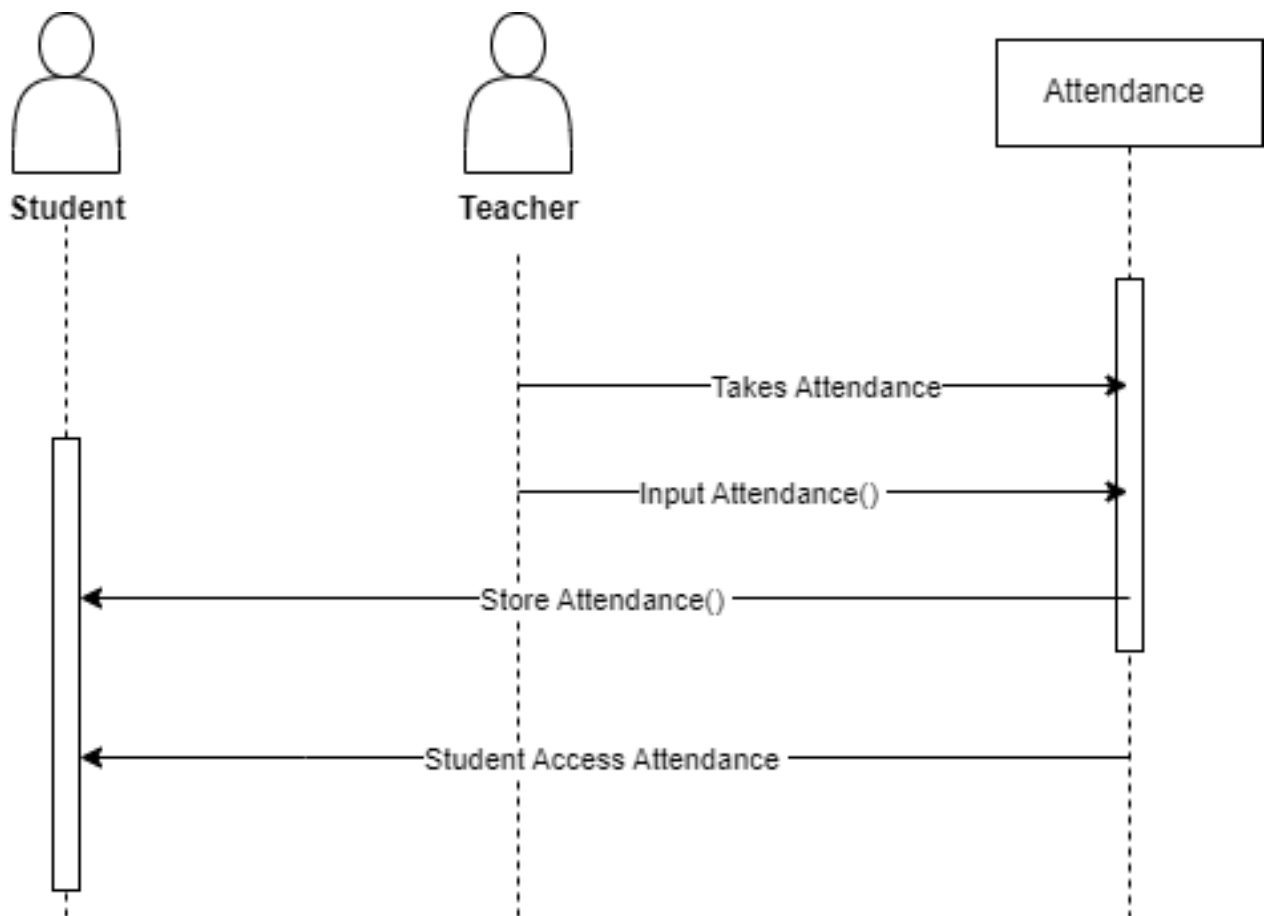 Attendance
Student
Teacher
Takes Attendance
Input Attendance()
Store Attendance()
Student Access Attendance